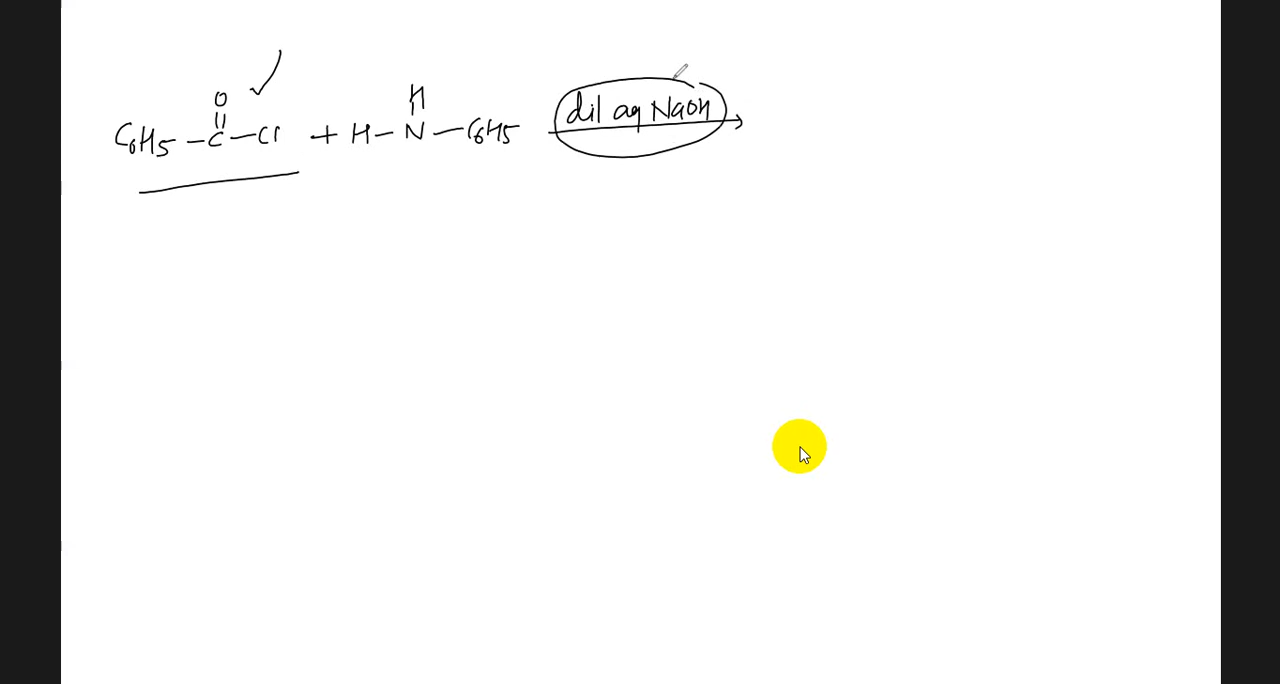 O H
C6H5 – C – Cl + H – N – C6H5 dil aq NaOH →